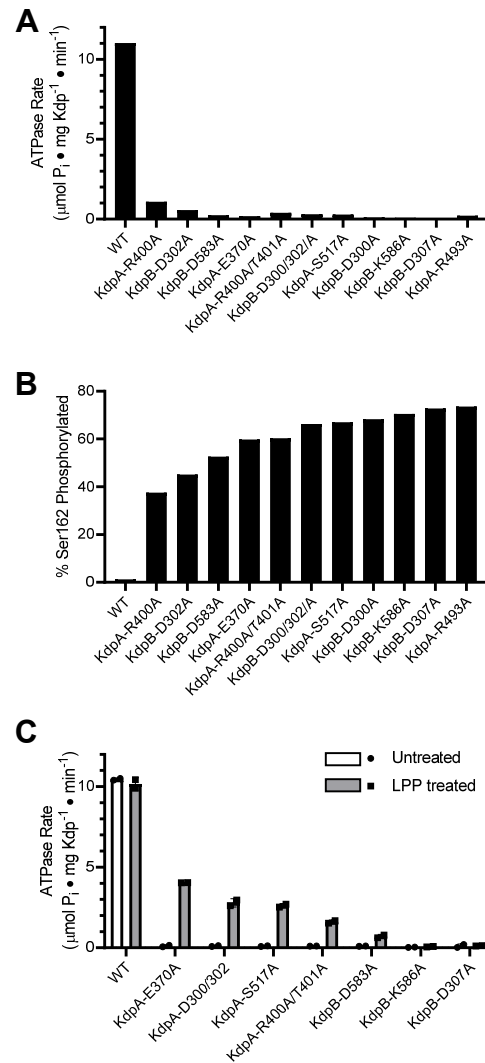 A
ATPase Rate
(µmol Pi • mg Kdp-1 • min-1)
10
5
0
WT
KdpA-R400A
KdpB-D302A
KdpB-D583A
KdpA-E370A
KdpA-R400A/T401A
KdpB-D300/302/A
KdpA-S517A
KdpB-D300A
KdpB-K586A
KdpB-D307A
KdpA-R493A
B
% Ser162 Phosphorylated
80
60
40
20
0
WT
KdpA-R400A
KdpB-D302A
KdpB-D583A
KdpA-E370A
KdpA-R400A/T401A
KdpB-D300/302/A
KdpA-S517A
KdpB-D300A
KdpB-K586A
KdpB-D307A
KdpA-R493A
C
Untreated
LPP treated
ATPase Rate
(µmol Pi • mg Kdp-1 • min-1)
10
5
0
WT
KdpA-E370A
KdpA-D300/302
KdpA-S517A
KdpA-R400A/T401A
KdpB-D583A
KdpB-K586A
KdpB-D307A